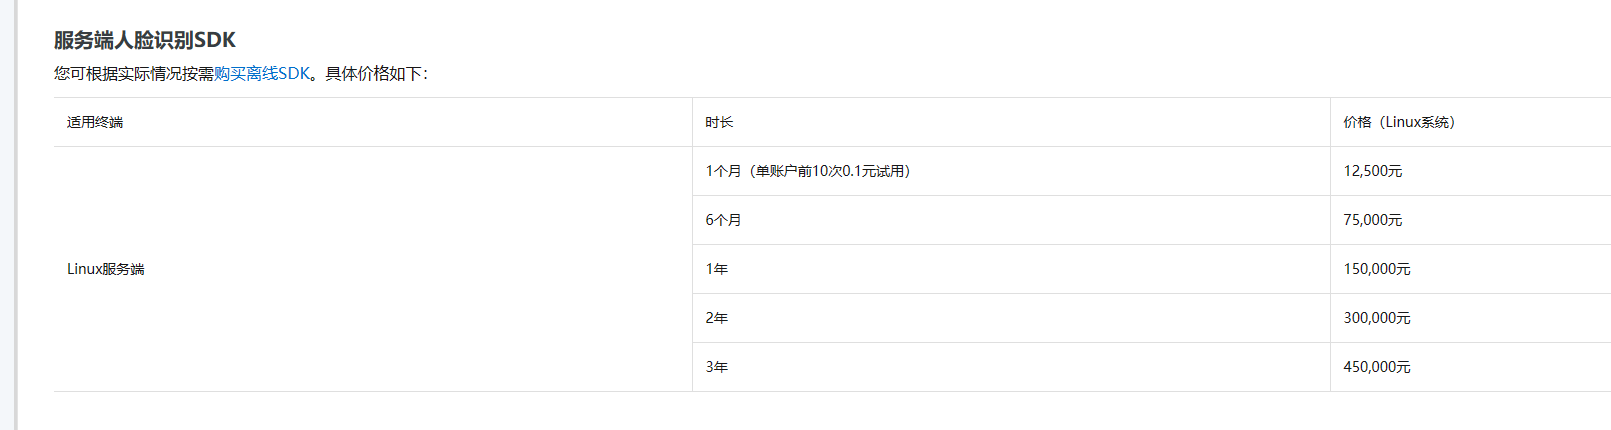 服务端人脸识别SDK
您可根据实际情况按需购买离线SDK。具体价格如下：
适用终端 时长 价格（Linux系统）
1个月（单账户前10次0.1元试用） 12,500元
6个月 75,000元
Linux服务端 1年 150,000元
2年 300,000元
3年 450,000元